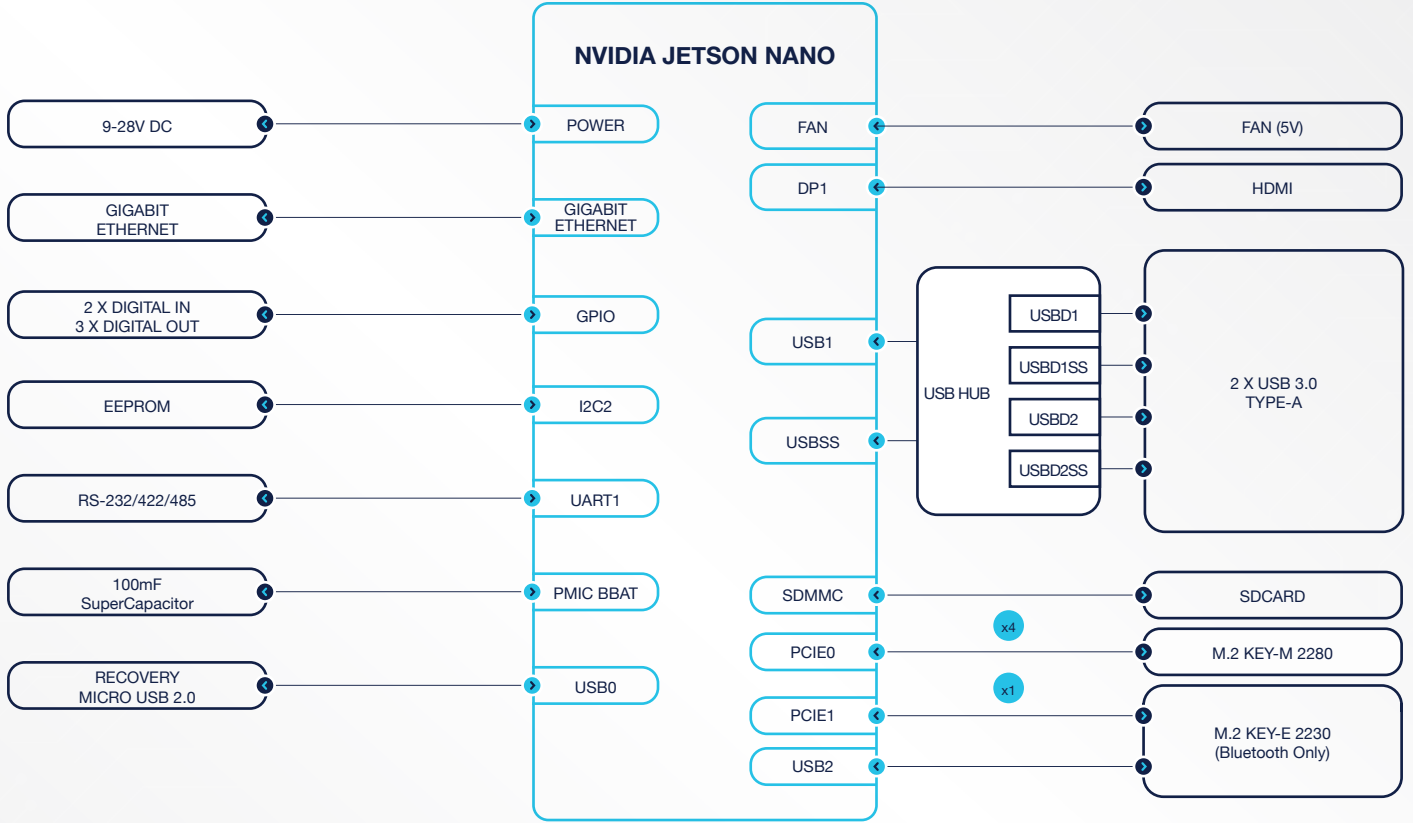 NVIDIA JETSON NANO
9-28V DC
POWER
GIGABIT
ETHERNET
GIGABIT
ETHERNET
2 X DIGITAL IN
3 X DIGITAL OUT
GPIO
EEPROM
I2C2
RS-232/422/485
UART1
100mF
SuperCapacitor
PMIC BBAT
RECOVERY
MICRO USB 2.0
USB0
FAN
FAN (5V)
DP1
HDMI
USB1
USBSS
USB HUB
USBD1
USBD1SS
USBD2
USBD2SS
2 X USB 3.0
TYPE-A
SDMMC
SDCARD
x4
PCIE0
M.2 KEY-M 2280
x1
PCIE1
USB2
M.2 KEY-E 2230
(Bluetooth Only)